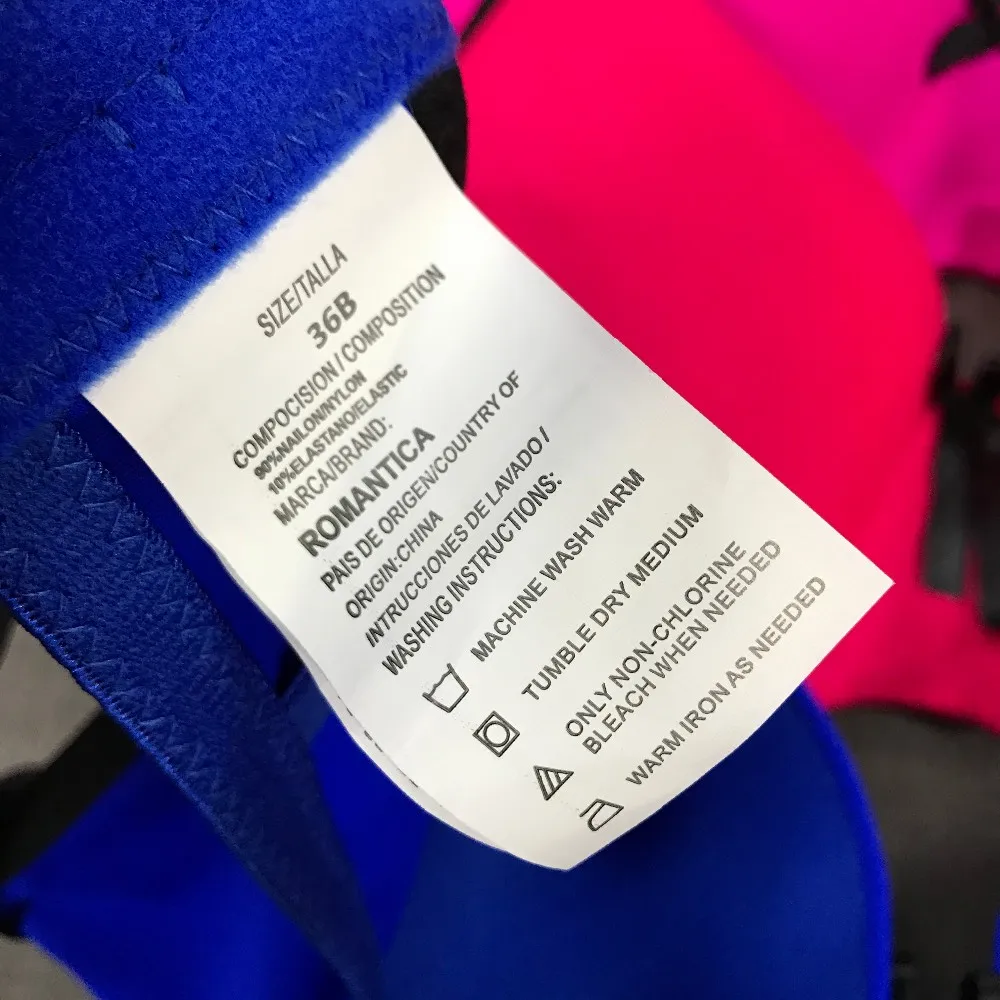 SIZE/TALLA
36B
COMPOCISION / COMPOSITION
90%NAILON/NYLON
10%ELASTANO/ELASTIC
MARCA/BRAND:
ROMANTICA
PAIS DE ORIGEN/COUNTRY OF
ORIGIN:CHINA
INTRUCCIONES DE LAVADO /
WASHING INSTRUCTIONS:
MACHINE WASH WARM
TUMBLE DRY MEDIUM
ONLY NON-CHLORINE
BLEACH WHEN NEEDED
WARM IRON AS NEEDED